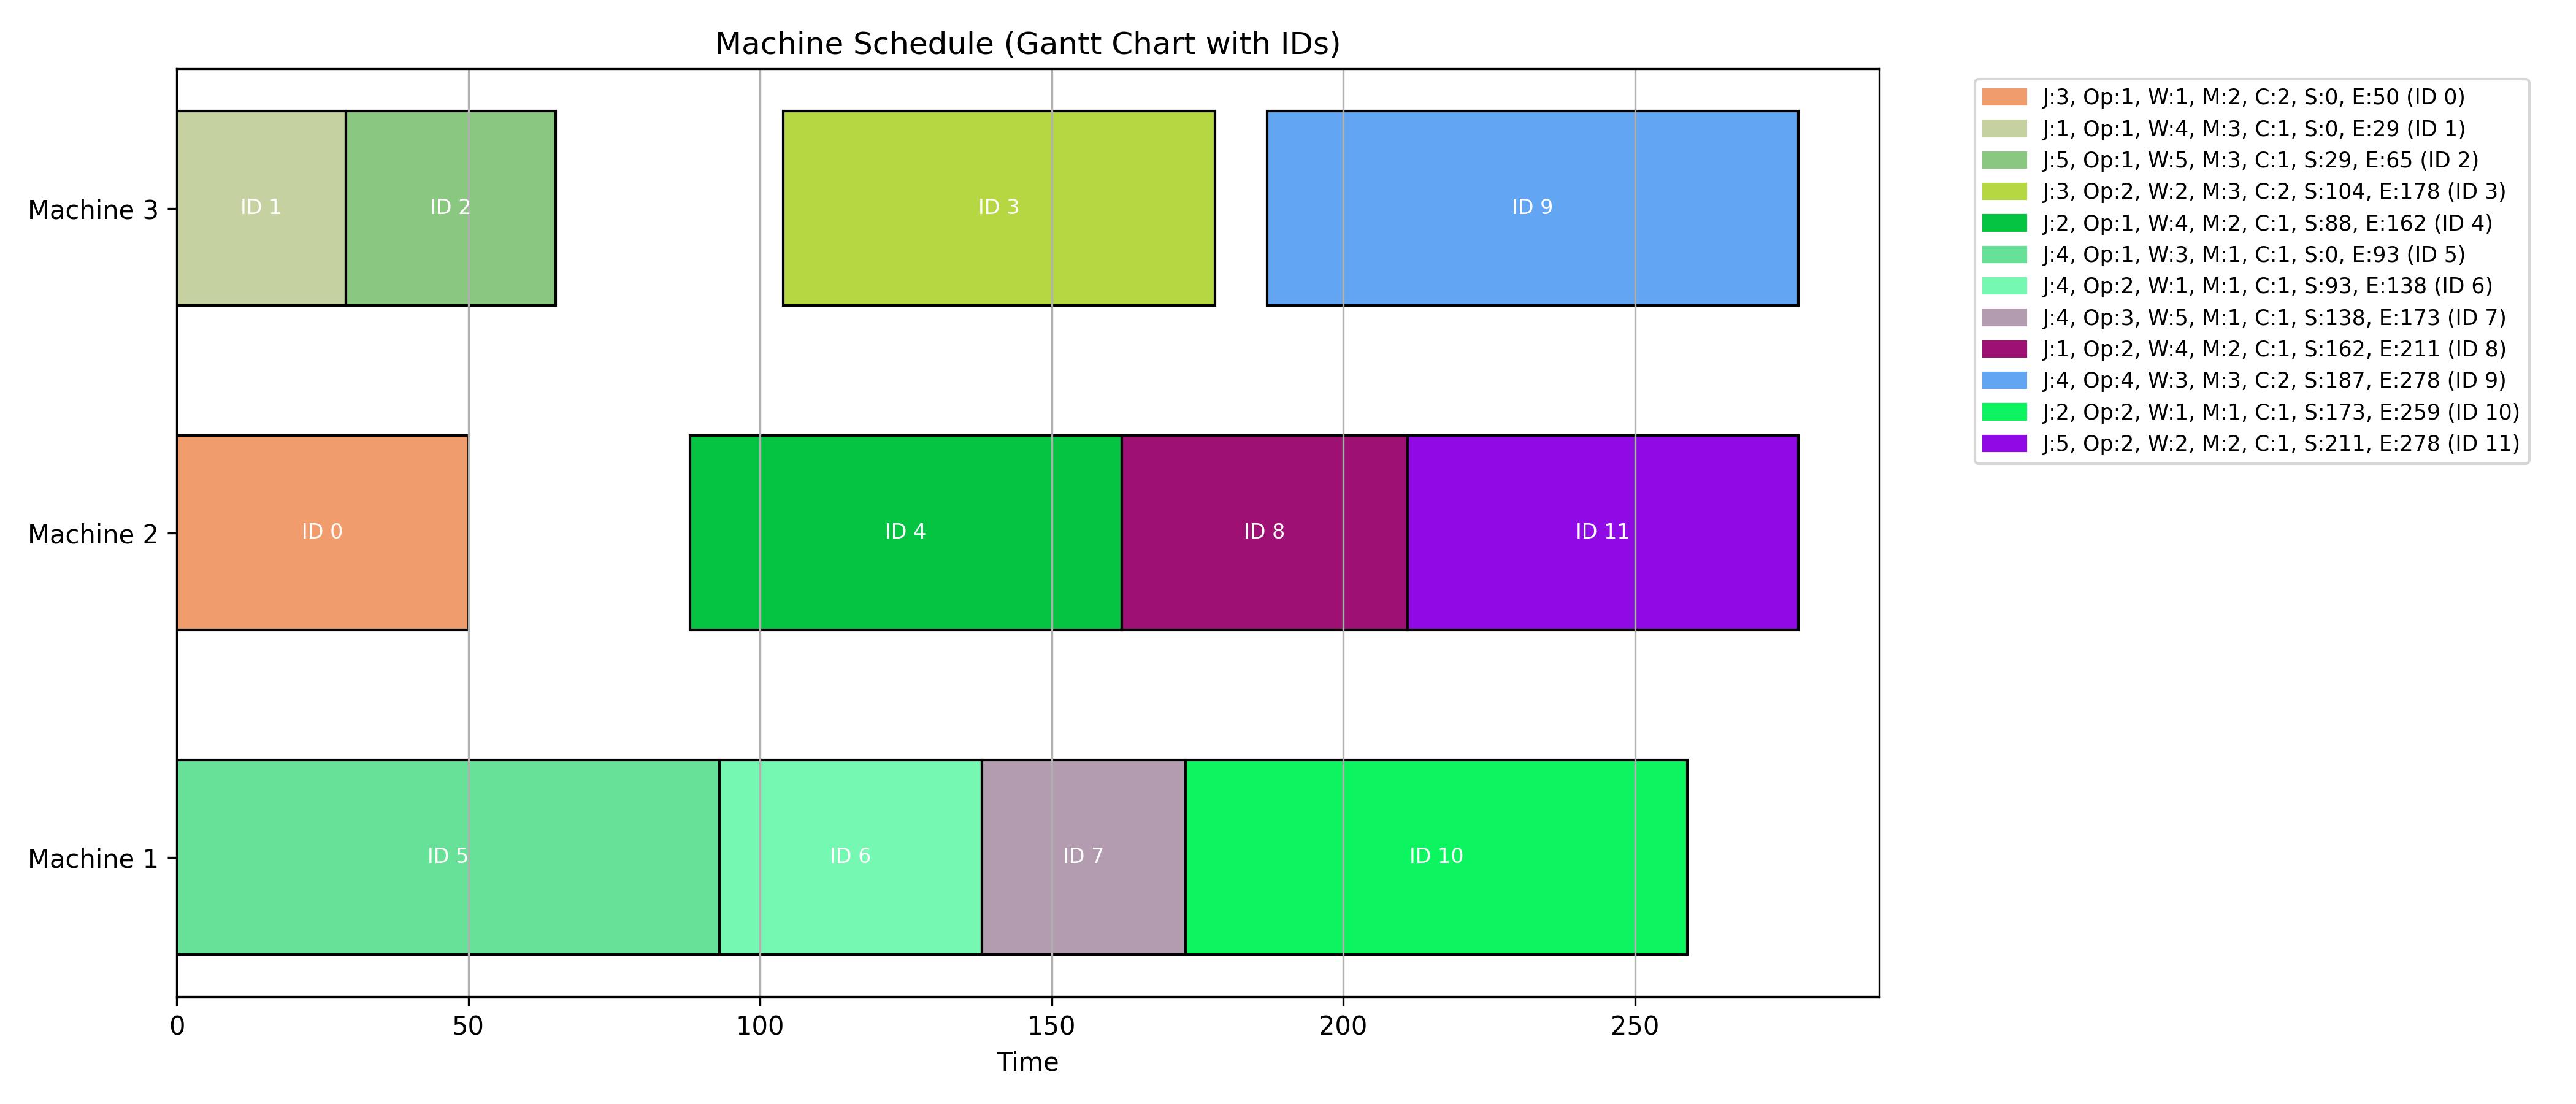 Machine Schedule (Gantt Chart with IDs)
Machine 3
ID 1
ID 2
ID 3
ID 9
Machine 2
ID 0
ID 4
ID 8
ID 11
Machine 1
ID 5
ID 6
ID 7
ID 10
0
50
100
150
200
250
Time
J:3, Op:1, W:1, M:2, C:2, S:0, E:50 (ID 0)
J:1, Op:1, W:4, M:3, C:1, S:0, E:29 (ID 1)
J:5, Op:1, W:5, M:3, C:1, S:29, E:65 (ID 2)
J:3, Op:2, W:2, M:3, C:2, S:104, E:178 (ID 3)
J:2, Op:1, W:4, M:2, C:1, S:88, E:162 (ID 4)
J:4, Op:1, W:3, M:1, C:1, S:0, E:93 (ID 5)
J:4, Op:2, W:1, M:1, C:1, S:93, E:138 (ID 6)
J:4, Op:3, W:5, M:1, C:1, S:138, E:173 (ID 7)
J:1, Op:2, W:4, M:2, C:1, S:162, E:211 (ID 8)
J:4, Op:4, W:3, M:3, C:2, S:187, E:278 (ID 9)
J:2, Op:2, W:1, M:1, C:1, S:173, E:259 (ID 10)
J:5, Op:2, W:2, M:2, C:1, S:211, E:278 (ID 11)